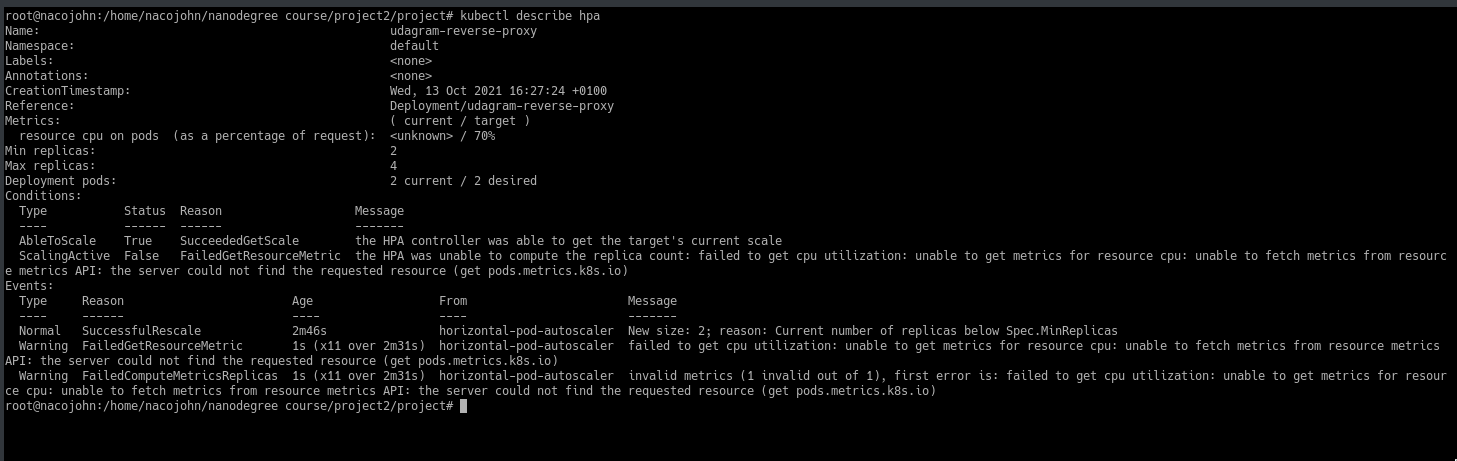 root@nacojohn:/home/nacojohn/nanodegree course/project2/project# kubectl describe hpa
Name: udagram-reverse-proxy
Namespace: default
Labels: <none>
Annotations: <none>
CreationTimestamp: Wed, 13 Oct 2021 16:27:24 +0100
Reference: Deployment/udagram-reverse-proxy
Metrics: ( current / target )
resource cpu on pods (as a percentage of request): <unknown> / 70%
Min replicas: 2
Max replicas: 4
Deployment pods: 2 current / 2 desired
Conditions:
Type Status Reason Message
---- ------ ------ -------
AbleToScale True SucceededGetScale the HPA controller was able to get the target's current scale
ScalingActive False FailedGetResourceMetric the HPA was unable to compute the replica count: failed to get cpu utilization: unable to get metrics for resource cpu: unable to fetch metrics from resourc
e metrics API: the server could not find the requested resource (get pods.metrics.k8s.io)
Events:
Type Reason Age From Message
---- ------ ---- ---- -------
Normal SuccessfulRescale 2m46s horizontal-pod-autoscaler New size: 2; reason: Current number of replicas below Spec.MinReplicas
Warning FailedGetResourceMetric 1s (x11 over 2m31s) horizontal-pod-autoscaler failed to get cpu utilization: unable to get metrics for resource cpu: unable to fetch metrics from resource metrics
API: the server could not find the requested resource (get pods.metrics.k8s.io)
Warning FailedComputeMetricsReplicas 1s (x11 over 2m31s) horizontal-pod-autoscaler invalid metrics (1 invalid out of 1), first error is: failed to get cpu utilization: unable to get metrics for resour
ce cpu: unable to fetch metrics from resource metrics API: the server could not find the requested resource (get pods.metrics.k8s.io)
root@nacojohn:/home/nacojohn/nanodegree course/project2/project#